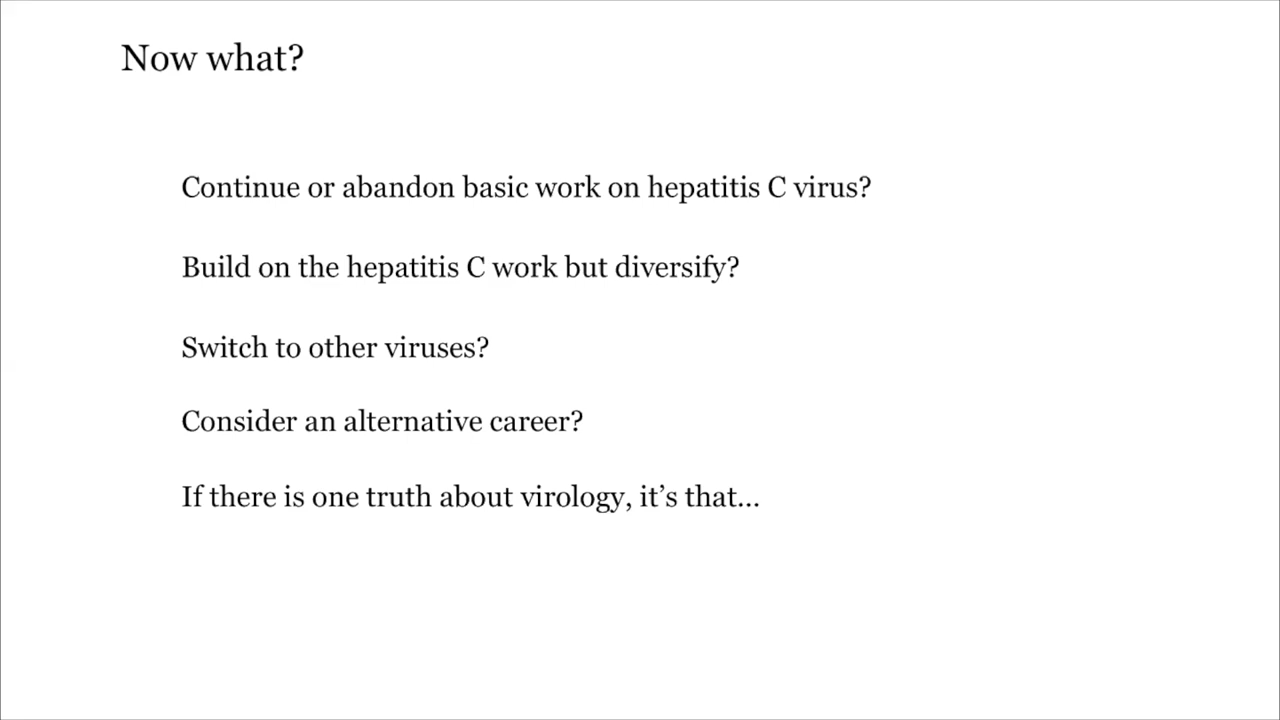 Now what?
Continue or abandon basic work on hepatitis C virus?
Build on the hepatitis C work but diversify?
Switch to other viruses?
Consider an alternative career?
If there is one truth about virology, it’s that…